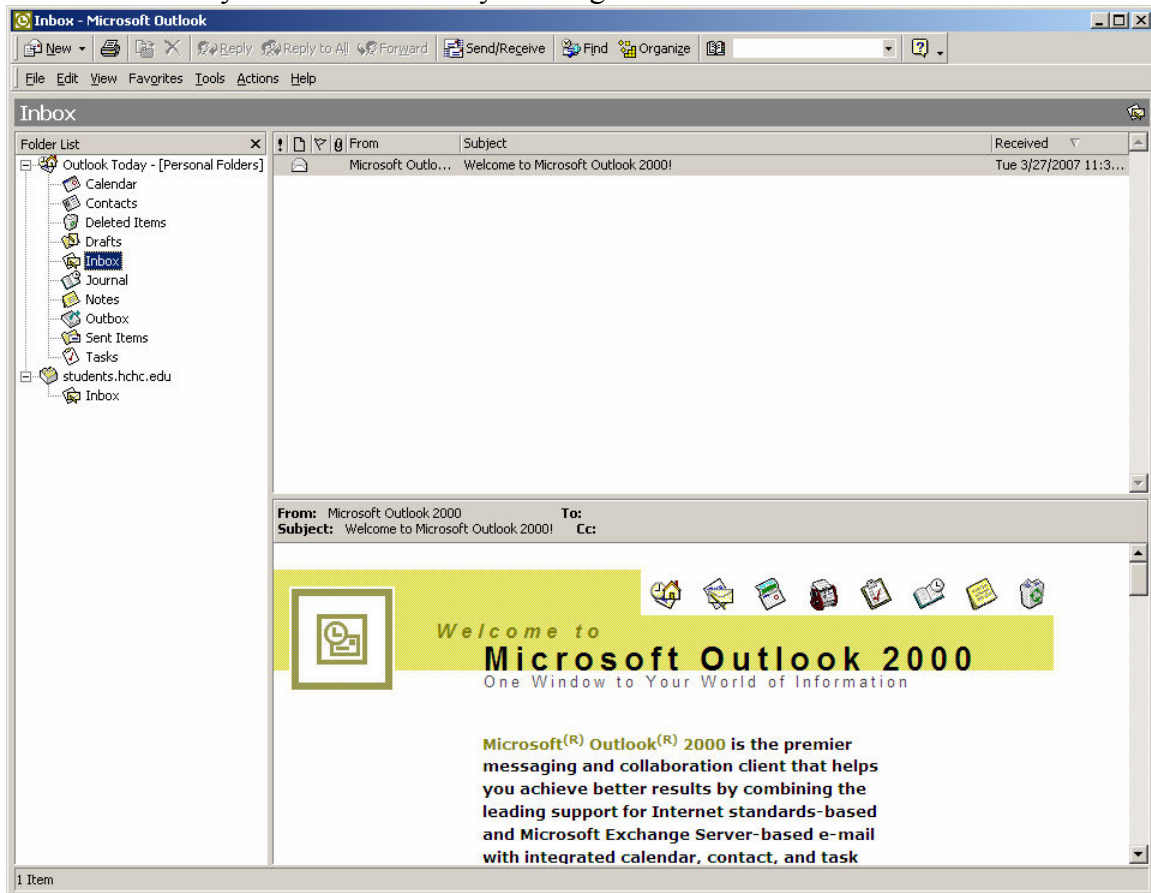 Inbox - Microsoft Outlook
New Reply Reply to All Forward Send/Receive Find Organize
File Edit View Favorites Tools Actions Help
Inbox
Folder List
Outlook Today - [Personal Folders]
Calendar
Contacts
Deleted Items
Drafts
Inbox
Journal
Notes
Outbox
Sent Items
Tasks
students.hchc.edu
Inbox
From Subject Received
Microsoft Outlo... Welcome to Microsoft Outlook 2000! Tue 3/27/2007 11:3...
From: Microsoft Outlook 2000 To:
Subject: Welcome to Microsoft Outlook 2000! Cc:
Welcome to
Microsoft Outlook 2000
One Window to Your World of Information
Microsoft(R) Outlook(R) 2000 is the premier
messaging and collaboration client that helps
you achieve better results by combining the
leading support for Internet standards-based
and Microsoft Exchange Server-based e-mail
with integrated calendar, contact, and task
1 Item